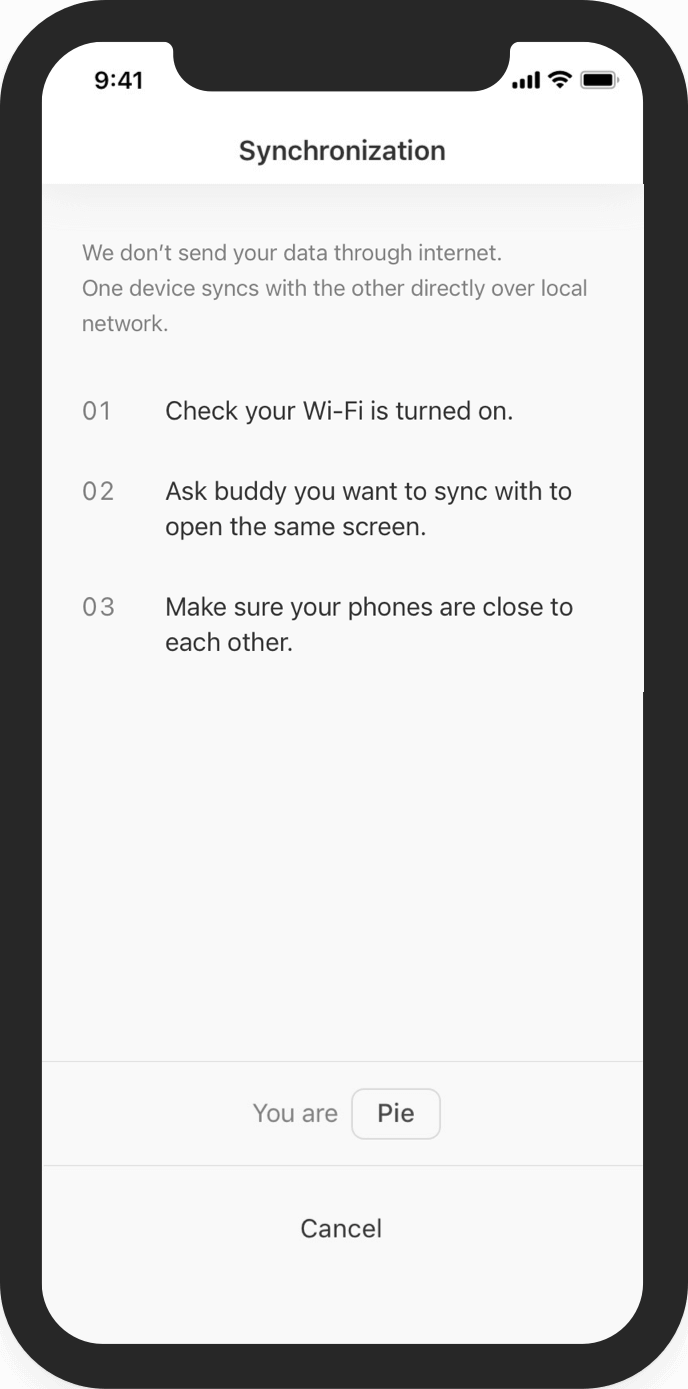 9:41
Synchronization
We don’t send your data through internet.
One device syncs with the other directly over local
network.
01 Check your Wi-Fi is turned on.
02 Ask buddy you want to sync with to
open the same screen.
03 Make sure your phones are close to
each other.
You are Pie
Cancel